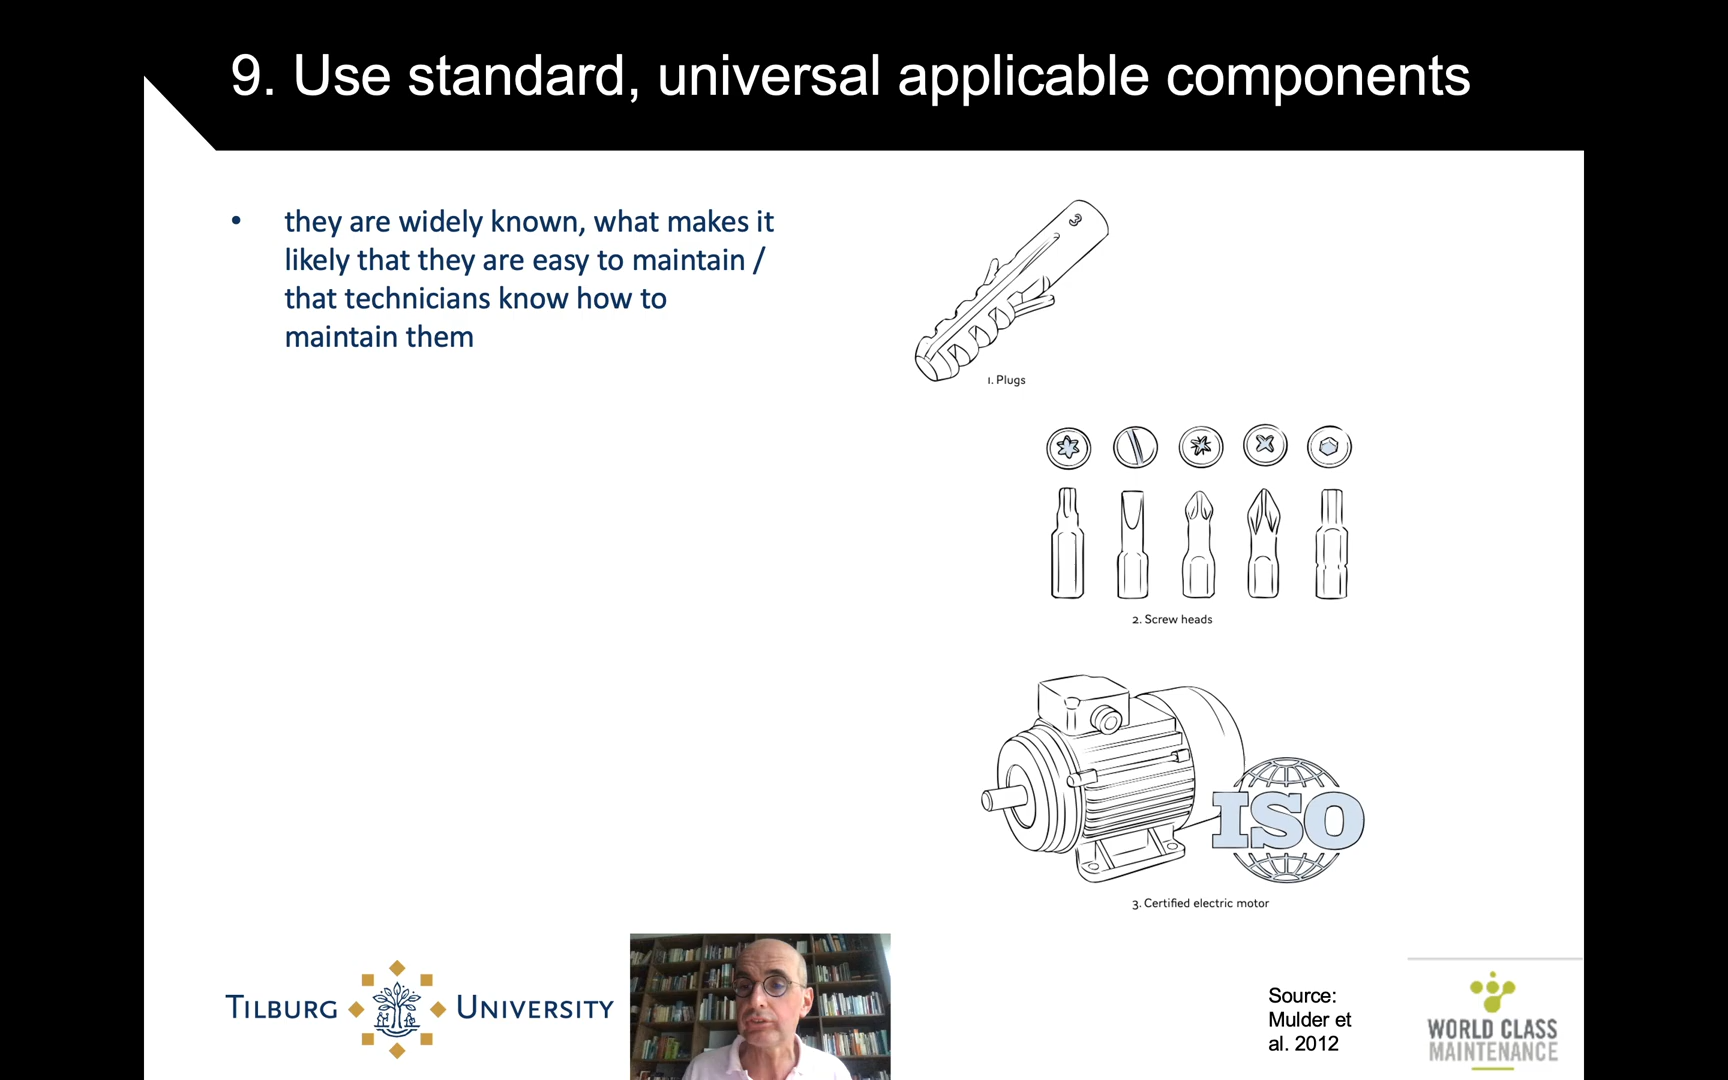 9. Use standard, universal applicable components
• they are widely known, what makes it
likely that they are easy to maintain /
that technicians know how to
maintain them
3
1. Plugs
2. Screw heads
ISO
3. Certified electric motor
TILBURG UNIVERSITY
Source:
Mulder et
al. 2012
WORLD CLASS
MAINTENANCE